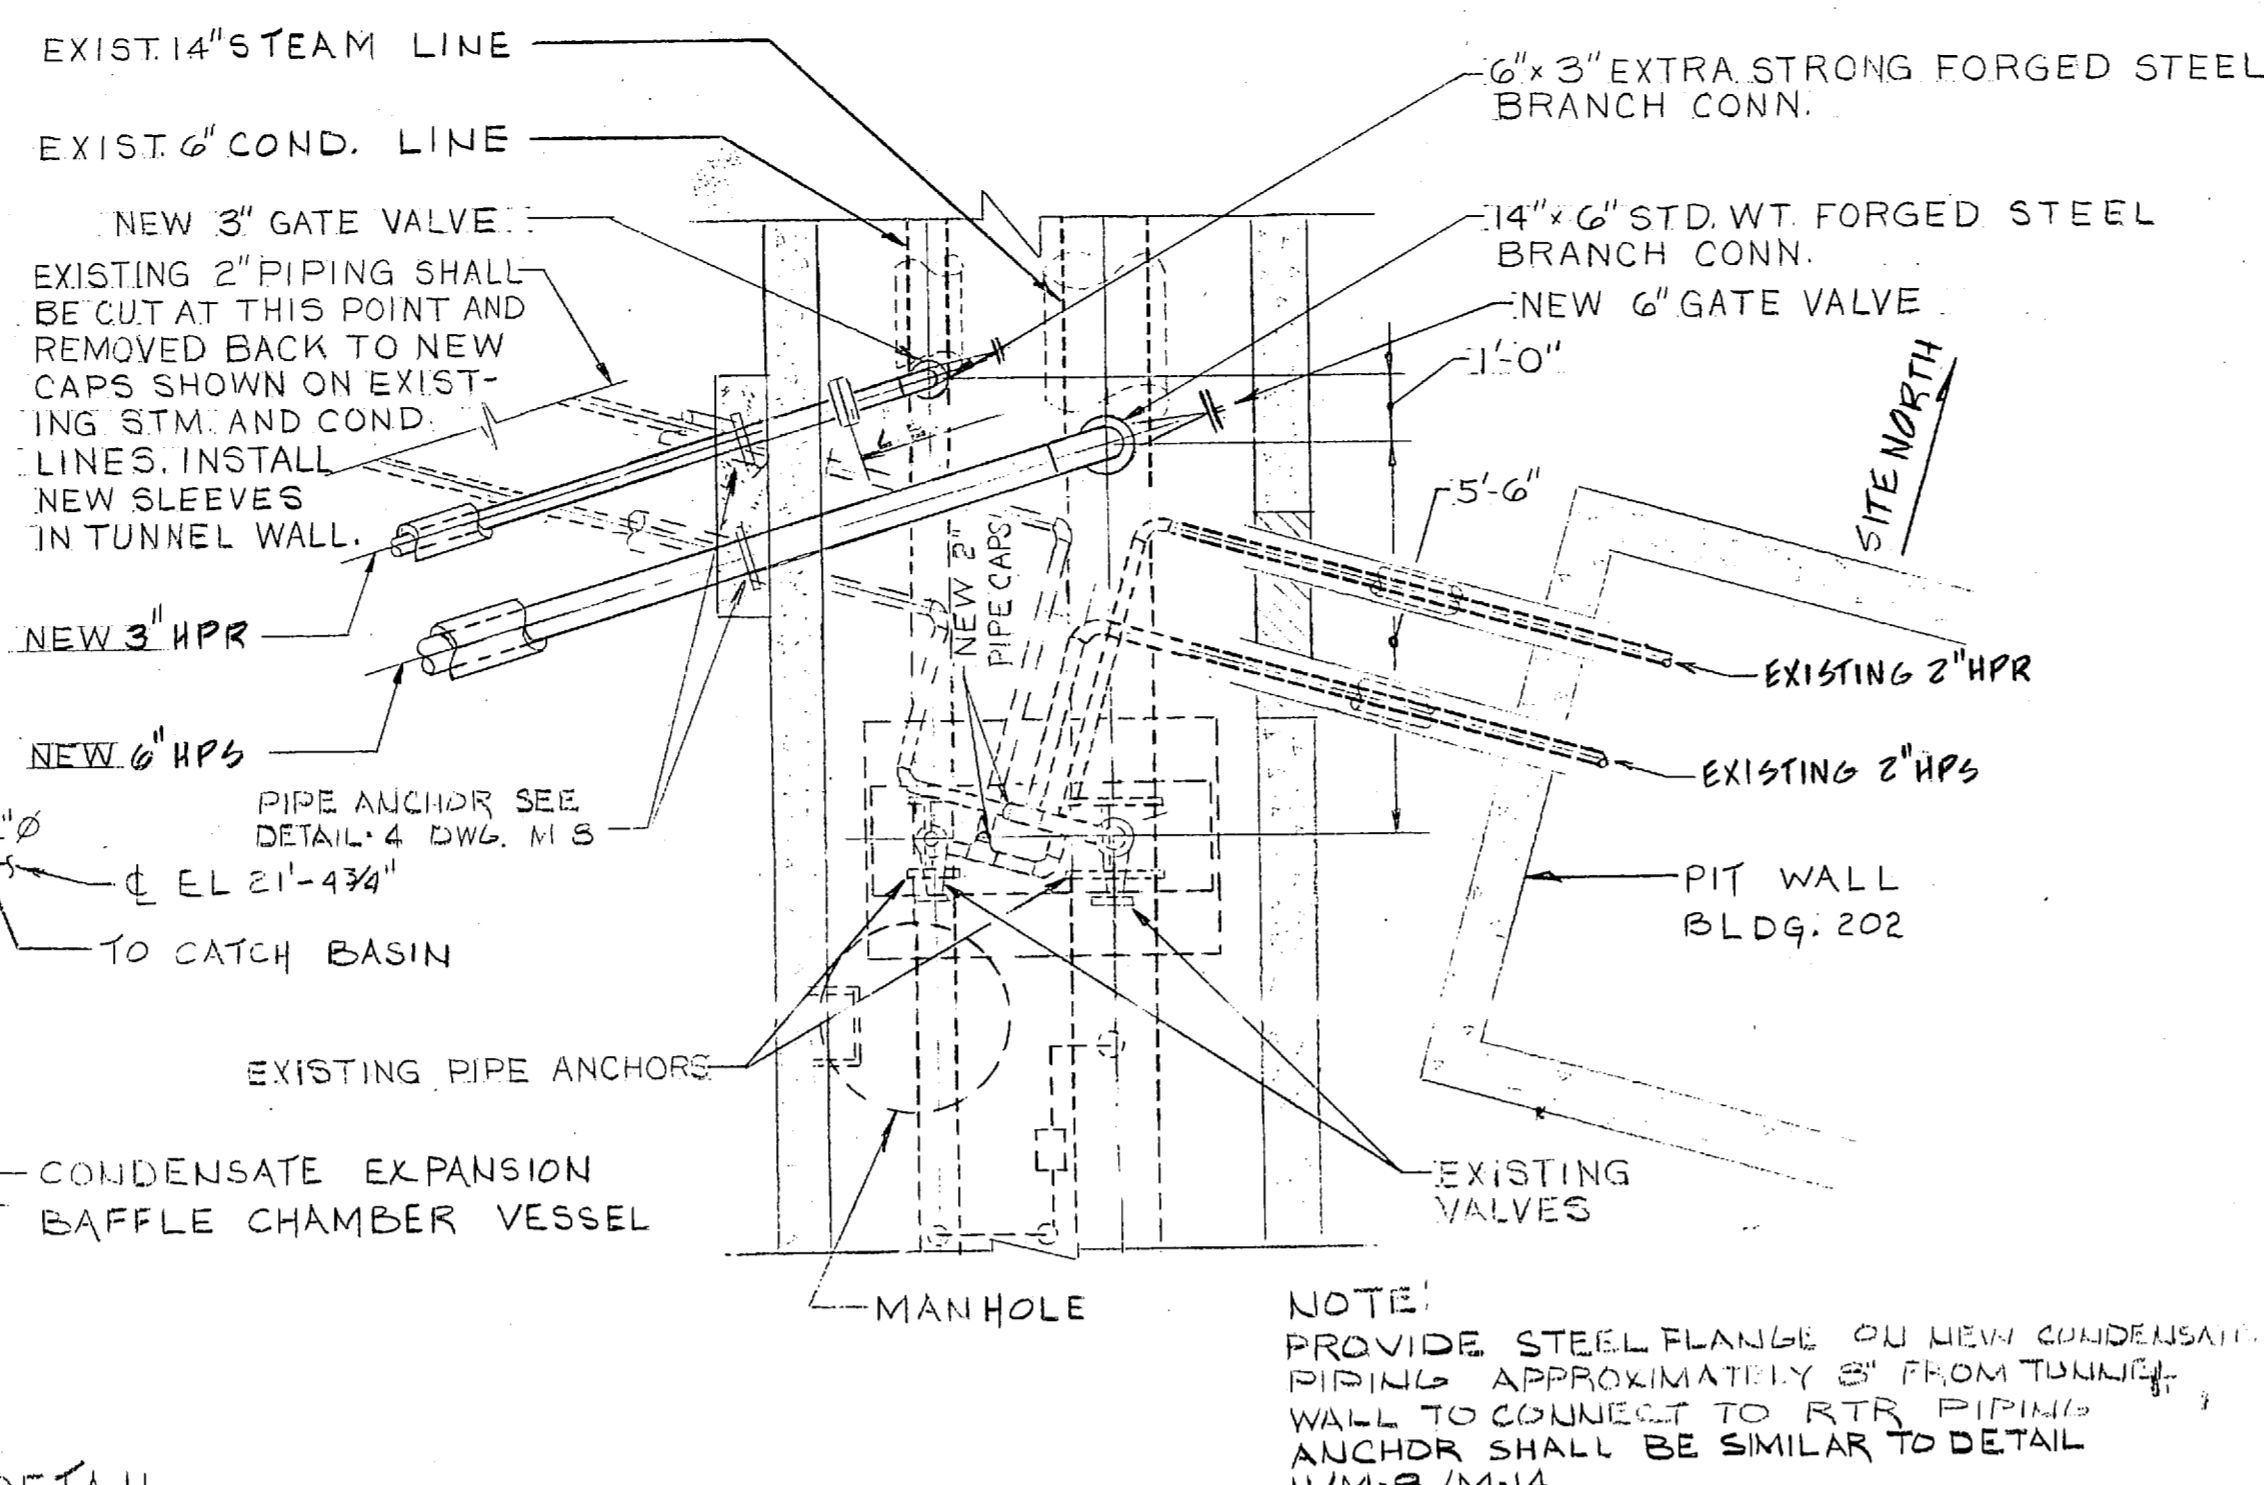 EXIST. 14" STEAM LINE
EXIST. 6" COND. LINE
NEW 3" GATE VALVE
EXISTING 2" PIPING SHALL
BE CUT AT THIS POINT AND
REMOVED BACK TO NEW
CAPS SHOWN ON EXIST-
ING STM. AND COND.
LINES. INSTALL
NEW SLEEVES
IN TUNNEL WALL.
NEW 3" HPR
NEW 6" HPS
PIPE ANCHOR SEE
DETAIL 4 DWG. M 8
"Ø
℄ EL 21'-4 3/4"
TO CATCH BASIN
EXISTING PIPE ANCHORS
CONDENSATE EXPANSION
BAFFLE CHAMBER VESSEL
MANHOLE
NEW 2"
PIPE CAPS
6" x 3" EXTRA STRONG FORGED STEEL
BRANCH CONN.
14" x 6" STD. WT. FORGED STEEL
BRANCH CONN.
NEW 6" GATE VALVE
1'-0"
5'-6"
SITE NORTH
EXISTING 2" HPR
EXISTING 2" HPS
PIT WALL
BLDG. 202
EXISTING
VALVES
NOTE:
PROVIDE STEEL FLANGE ON NEW CONDENSATE
PIPING APPROXIMATELY 8" FROM TUNNEL
WALL TO CONNECT TO RTR PIPING
ANCHOR SHALL BE SIMILAR TO DETAIL